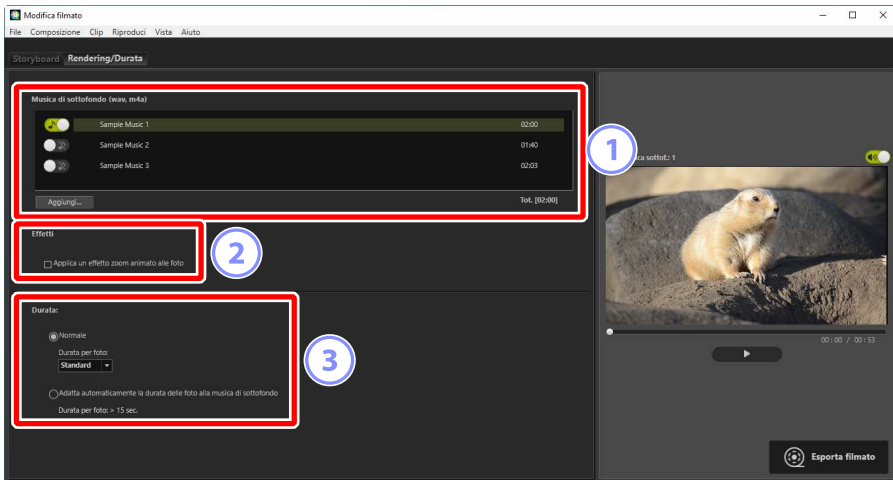 Modifica filmato
File Composizione Clip Riproduci Vista Aiuto
Storyboard Rendering/Durata
Musica di sottofondo (wav, m4a)
Sample Music 1 02:00
Sample Music 2 01:40
Sample Music 3 02:03
Aggiungi... Tot. [02:00]
1
sottof.: 1
Effetti
Applica un effetto zoom animato alle foto
2
Durata:
Normale
Durata per foto:
Standard
Adatta automaticamente la durata delle foto alla musica di sottofondo
Durata per foto: > 15 sec.
3
00:00 / 00:53
Esporta filmato